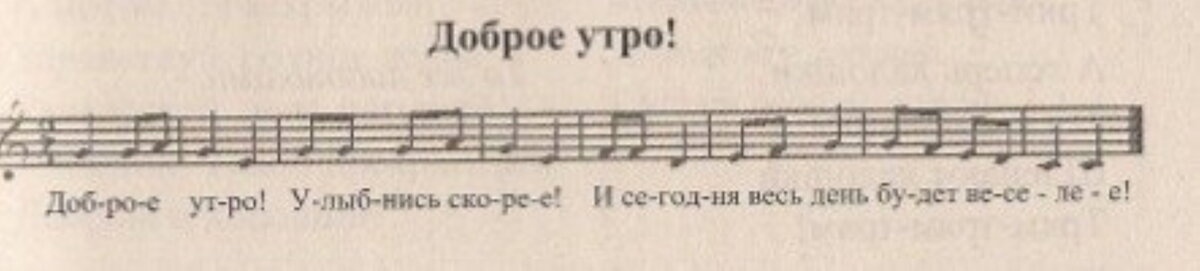 Доброе утро!
Доб-ро-е ут-ро! У-лыб-нись ско-ре-е! И се-год-ня весь день бу-дет ве-се - ле - е!